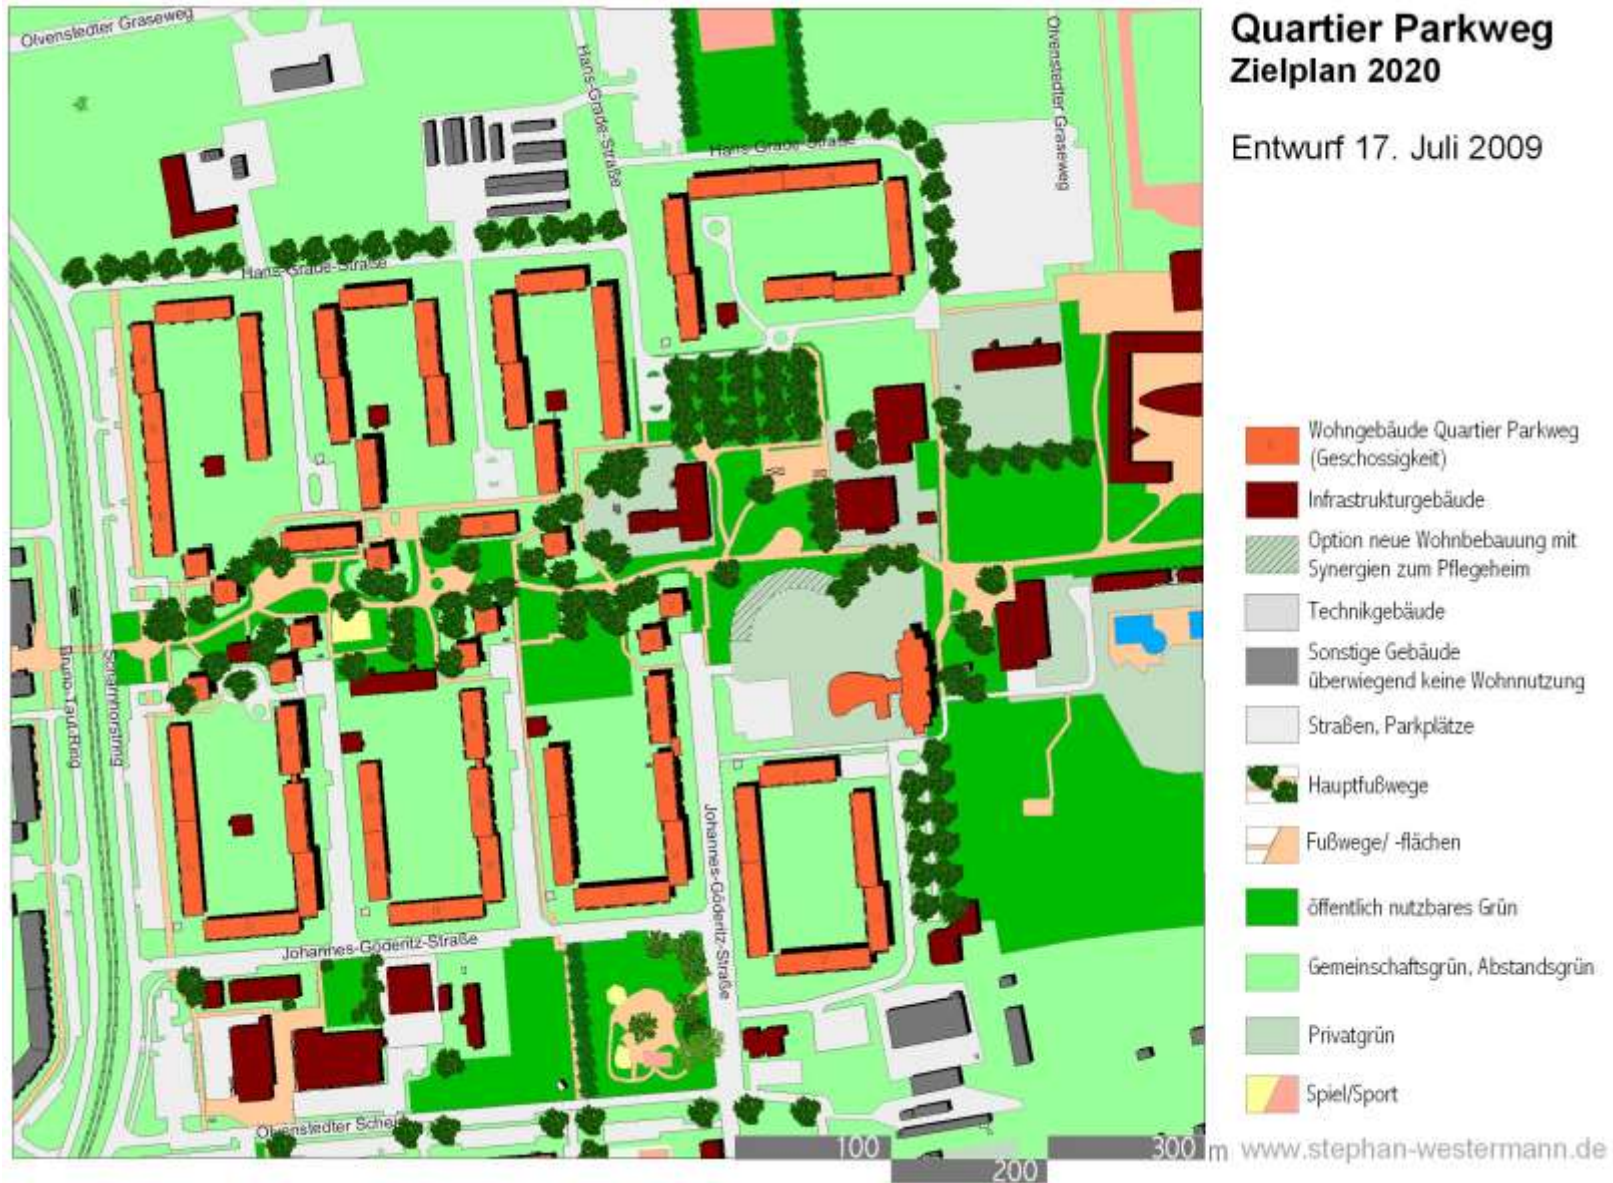 Quartier Parkweg
Zielplan 2020
Entwurf 17. Juli 2009
Olvenstedter Graseweg
Hans-Grade-Straße
Hans-Grade-Straße
Olvenstedter Graseweg
Hans-Grade-Straße
Bruno-Taut-Ring
Scharnhorstring
Johannes-Göderitz-Straße
Johannes-Göderitz-Straße
Olvenstedter Scheid
Wohngebäude Quartier Parkweg
(Geschossigkeit)
Infrastrukturgebäude
Option neue Wohnbebauung mit
Synergien zum Pflegeheim
Technikgebäude
Sonstige Gebäude
überwiegend keine Wohnnutzung
Straßen, Parkplätze
Hauptfußwege
Fußwege/ -flächen
öffentlich nutzbares Grün
Gemeinschaftsgrün, Abstandsgrün
Privatgrün
Spiel/Sport
100
200
300 m
www.stephan-westermann.de